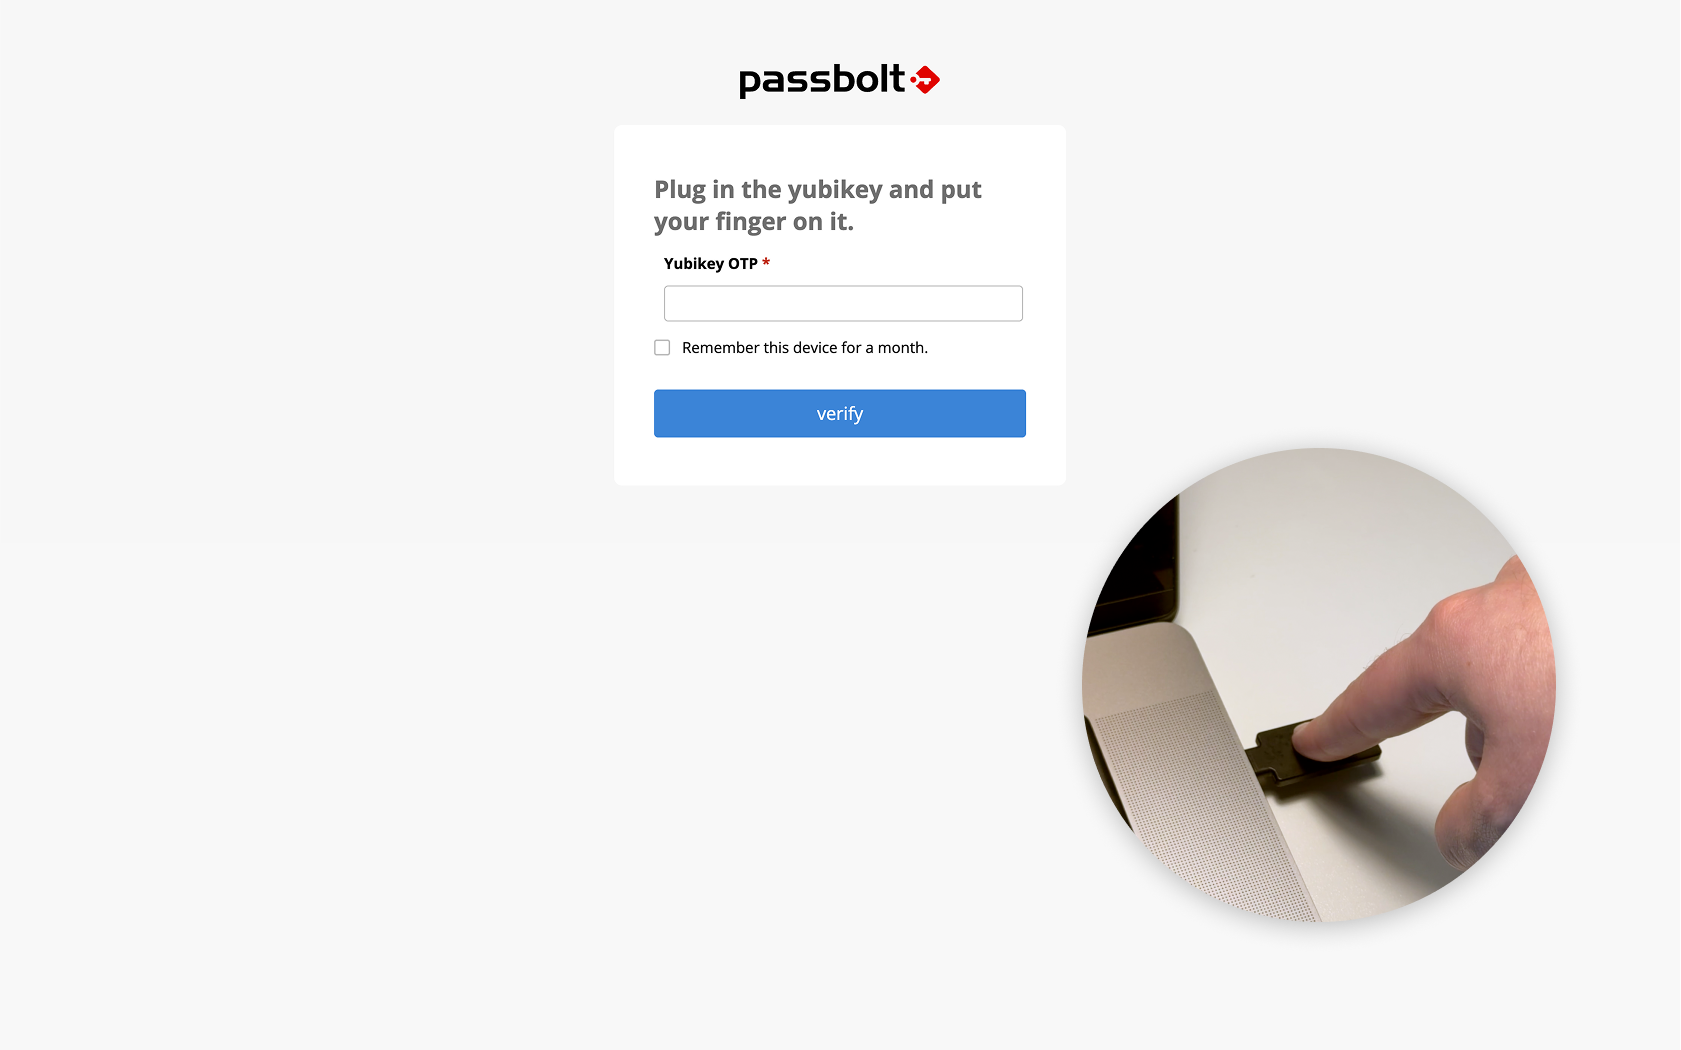 passbolt
Plug in the yubikey and put
your finger on it.
Yubikey OTP *
Remember this device for a month.
verify